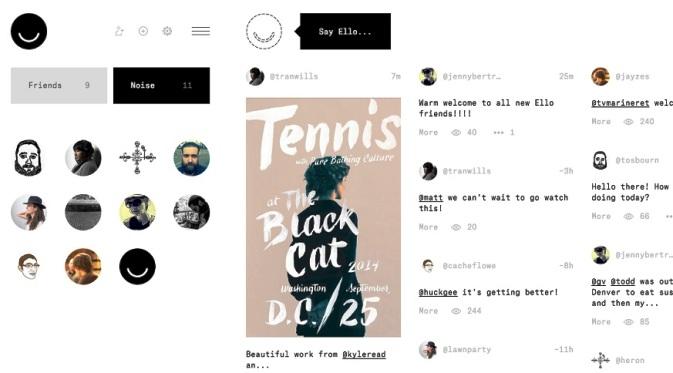 Say Ello...
Friends 9
Noise 11
@tranwills 7m
Tennis
with Pure Bathing Culture
at The
Black
Cat 2014
Washington September
D.C./25
Beautiful work from @kyleread
an...
@jennybertr… 25m
Warm welcome to all new Ello
friends!!!!
More 40 ••• 1
@tranwills ~3h
@matt we can't wait to go watch
this!
More 20
@cacheflowe ~8h
@huckgee it's getting better!
More 244
@lawnparty ~11h
@jayzes
@tvmarineret welc
More 240
@tosbourn
Hello there! How
doing today?
More 66
@jennybertr…
@gv @todd was out
Denver to eat sus
and then my...
More 85
@heron